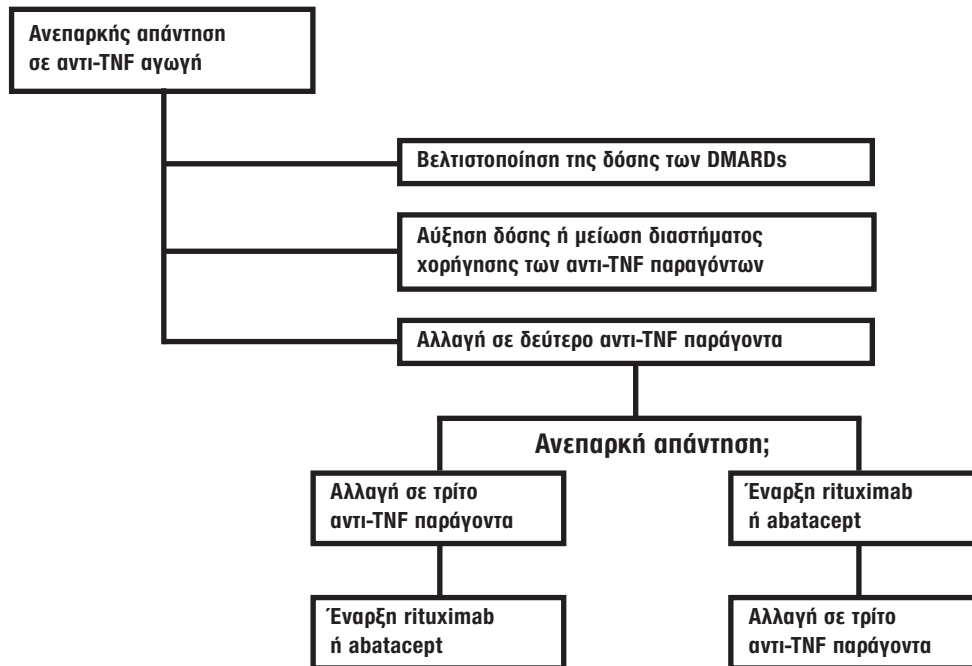 Ανεπαρκής απάντηση
σε αντι-TNF αγωγή
Βελτιστοποίηση της δόσης των DMARDs
Αύξηση δόσης ή μείωση διαστήματος
χορήγησης των αντι-TNF παραγόντων
Αλλαγή σε δεύτερο αντι-TNF παράγοντα
Ανεπαρκή απάντηση;
Αλλαγή σε τρίτο
αντι-TNF παράγοντα
Έναρξη rituximab
ή abatacept
Έναρξη rituximab
ή abatacept
Αλλαγή σε τρίτο
αντι-TNF παράγοντα